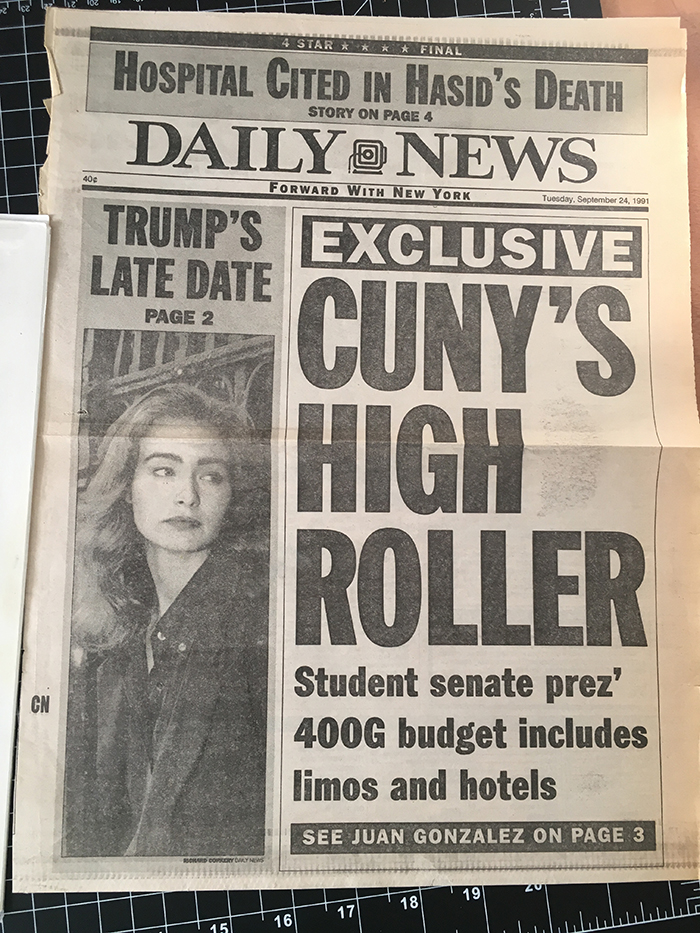 4 STAR ★ ★ ★ ★ FINAL
HOSPITAL CITED IN HASID'S DEATH
STORY ON PAGE 4
DAILY NEWS
40¢
FORWARD WITH NEW YORK
Tuesday, September 24, 1991
TRUMP'S
LATE DATE
PAGE 2
EXCLUSIVE
CUNY'S
HIGH
ROLLER
Student senate prez'
400G budget includes
limos and hotels
SEE JUAN GONZALEZ ON PAGE 3
CN
DAILY NEWS
15
16
17
18
19
20